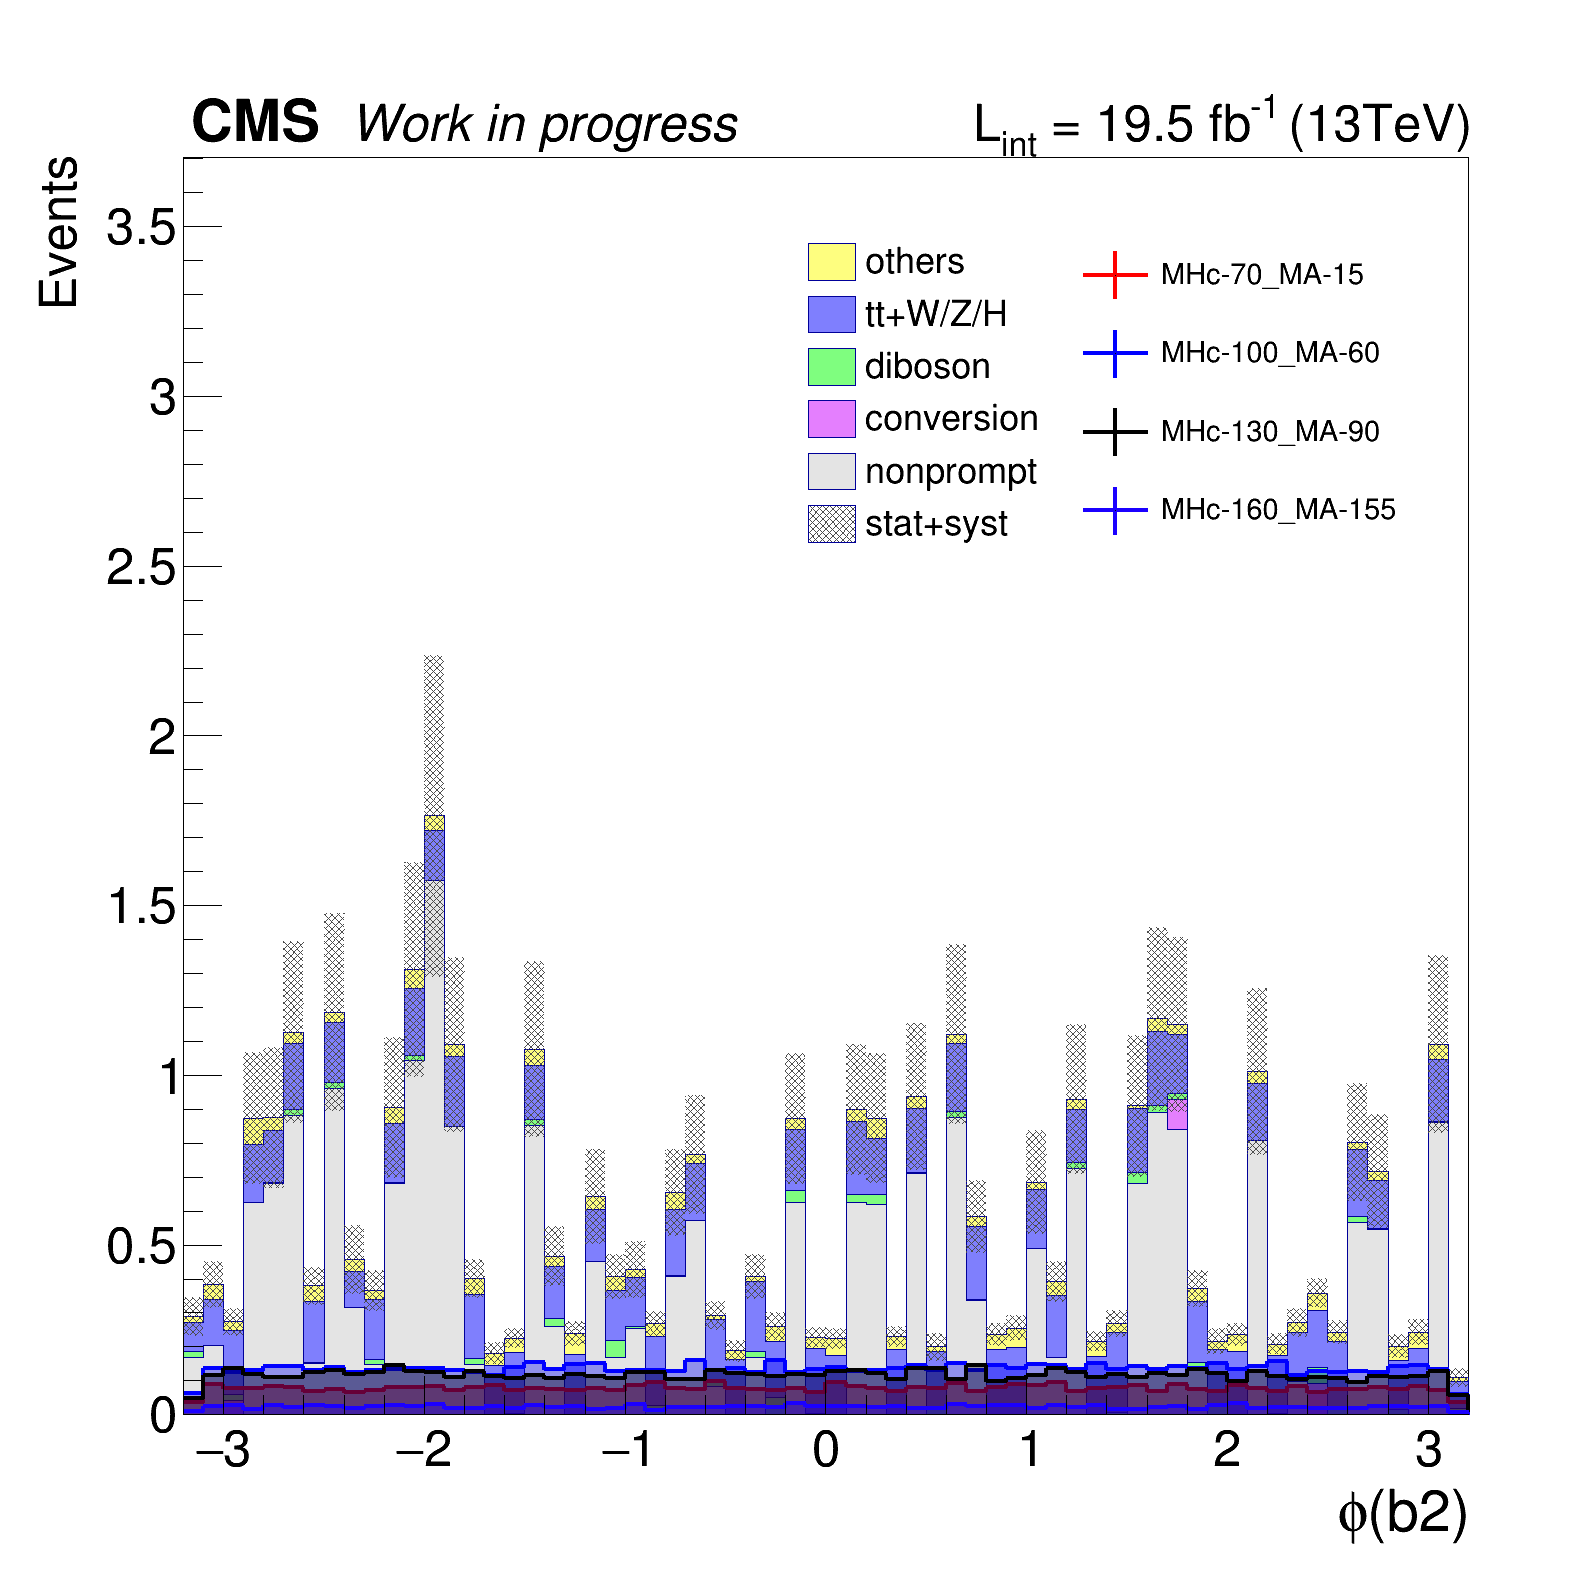 CMS Work in progress L_int = 19.5 fb^-1 (13TeV)
Events
3.5
3
2.5
2
1.5
1
0.5
0
others
tt+W/Z/H
diboson
conversion
nonprompt
stat+syst
MHc-70_MA-15
MHc-100_MA-60
MHc-130_MA-90
MHc-160_MA-155
−3 −2 −1 0 1 2 3
ϕ(b2)